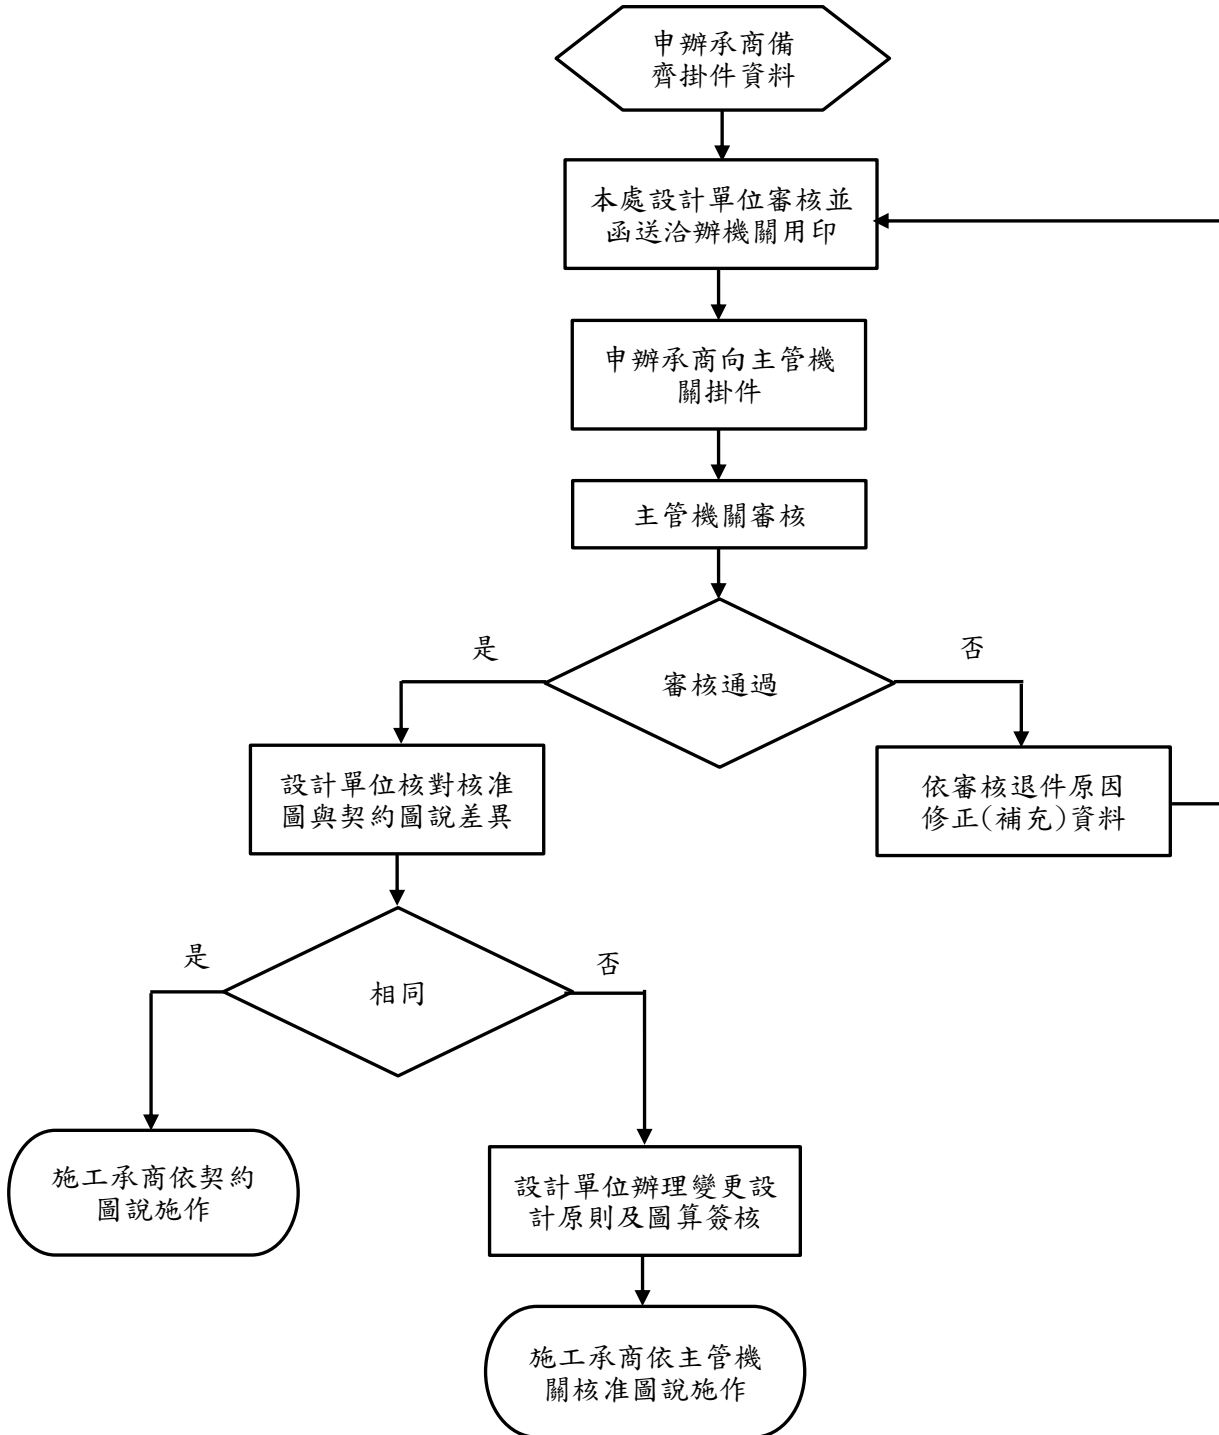 申辦承商備
齊掛件資料
本處設計單位審核並
函送洽辦機關用印
申辦承商向主管機
關掛件
主管機關審核
是
否
審核通過
設計單位核對核准
圖與契約圖說差異
依審核退件原因
修正(補充)資料
是
否
相同
施工承商依契約
圖說施作
設計單位辦理變更設
計原則及圖算簽核
施工承商依主管機
關核准圖說施作